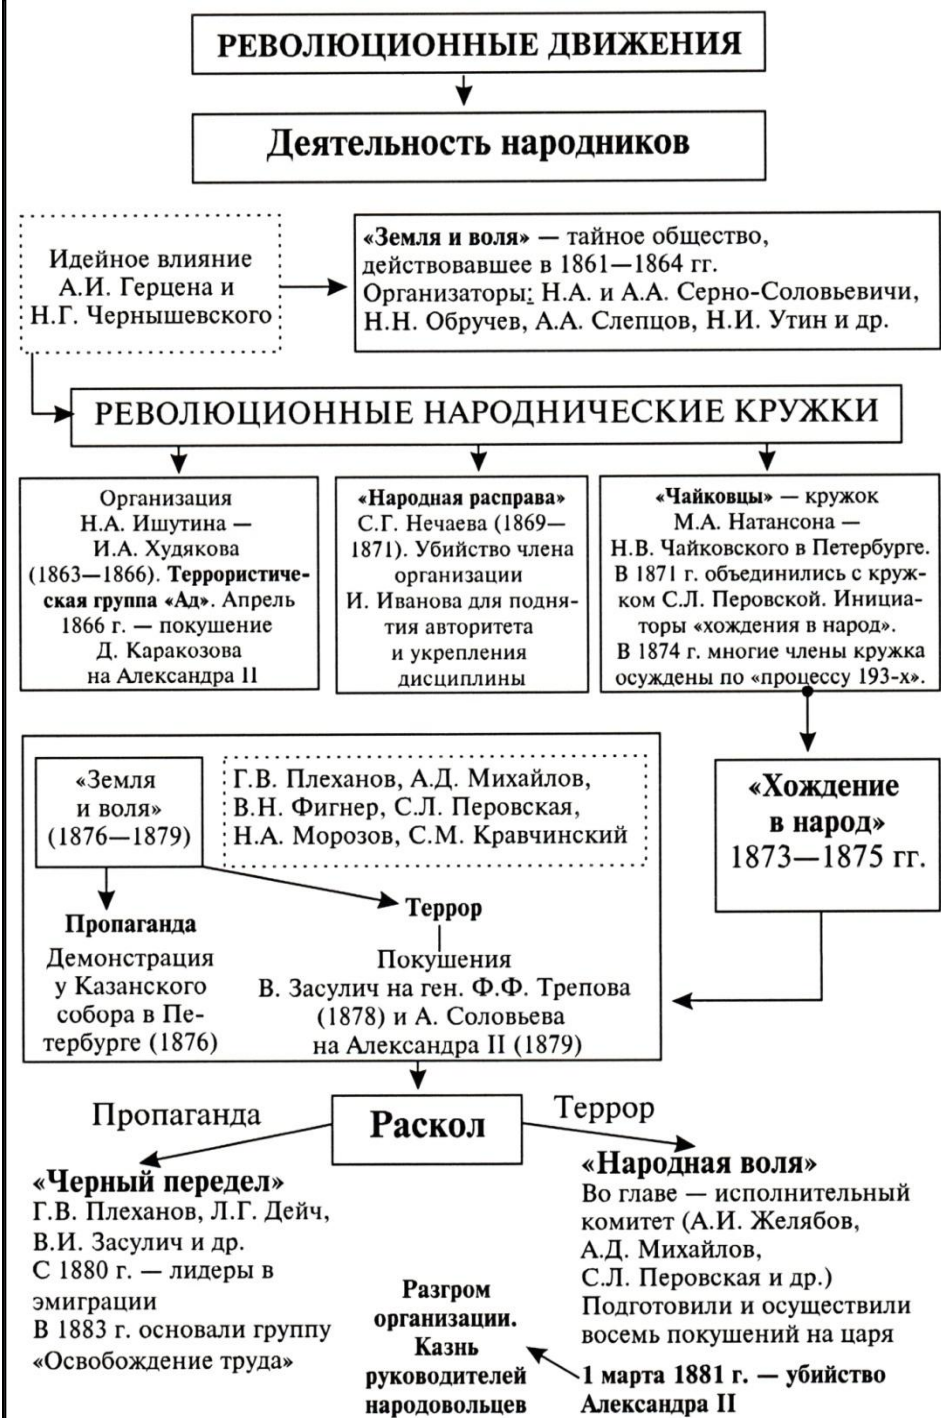 РЕВОЛЮЦИОННЫЕ ДВИЖЕНИЯ
Деятельность народников
Идейное влияние
А.И. Герцена и
Н.Г. Чернышевского
«Земля и воля» — тайное общество,
действовавшее в 1861—1864 гг.
Организаторы: Н.А. и А.А. Серно-Соловьевичи,
Н.Н. Обручев, А.А. Слепцов, Н.И. Утин и др.
РЕВОЛЮЦИОННЫЕ НАРОДНИЧЕСКИЕ КРУЖКИ
Организация
Н.А. Ишутина —
И.А. Худякова
(1863—1866). Террористиче-
ская группа «Ад». Апрель
1866 г. — покушение
Д. Каракозова
на Александра II
«Народная расправа»
С.Г. Нечаева (1869—
1871). Убийство члена
организации
И. Иванова для подня-
тия авторитета
и укрепления
дисциплины
«Чайковцы» — кружок
М.А. Натансона —
Н.В. Чайковского в Петербурге.
В 1871 г. объединились с круж-
ком С.Л. Перовской. Инициа-
торы «хождения в народ».
В 1874 г. многие члены кружка
осуждены по «процессу 193-х».
«Земля
и воля»
(1876—1879)
Г.В. Плеханов, А.Д. Михайлов,
В.Н. Фигнер, С.Л. Перовская,
Н.А. Морозов, С.М. Кравчинский
«Хождение
в народ»
1873—1875 гг.
Пропаганда
Демонстрация
у Казанского
собора в Пе-
тербурге (1876)
Террор
Покушения
В. Засулич на ген. Ф.Ф. Трепова
(1878) и А. Соловьева
на Александра II (1879)
Пропаганда
Раскол
Террор
«Черный передел»
Г.В. Плеханов, Л.Г. Дейч,
В.И. Засулич и др.
С 1880 г. — лидеры в
эмиграции
В 1883 г. основали группу
«Освобождение труда»
«Народная воля»
Во главе — исполнительный
комитет (А.И. Желябов,
А.Д. Михайлов,
С.Л. Перовская и др.)
Подготовили и осуществили
восемь покушений на царя
1 марта 1881 г. — убийство
Александра II
Разгром
организации.
Казнь
руководителей
народовольцев